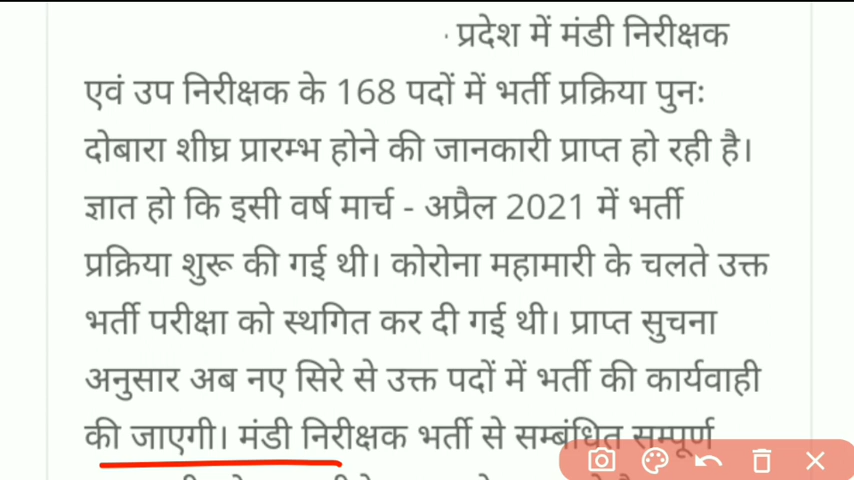 प्रदेश में मंडी निरीक्षक
एवं उप निरीक्षक के 168 पदों में भर्ती प्रक्रिया पुनः
दोबारा शीघ्र प्रारम्भ होने की जानकारी प्राप्त हो रही है।
ज्ञात हो कि इसी वर्ष मार्च - अप्रैल 2021 में भर्ती
प्रक्रिया शुरू की गई थी। कोरोना महामारी के चलते उक्त
भर्ती परीक्षा को स्थगित कर दी गई थी। प्राप्त सुचना
अनुसार अब नए सिरे से उक्त पदों में भर्ती की कार्यवाही
की जाएगी। मंडी निरीक्षक भर्ती से सम्बंधित सम्पूर्ण